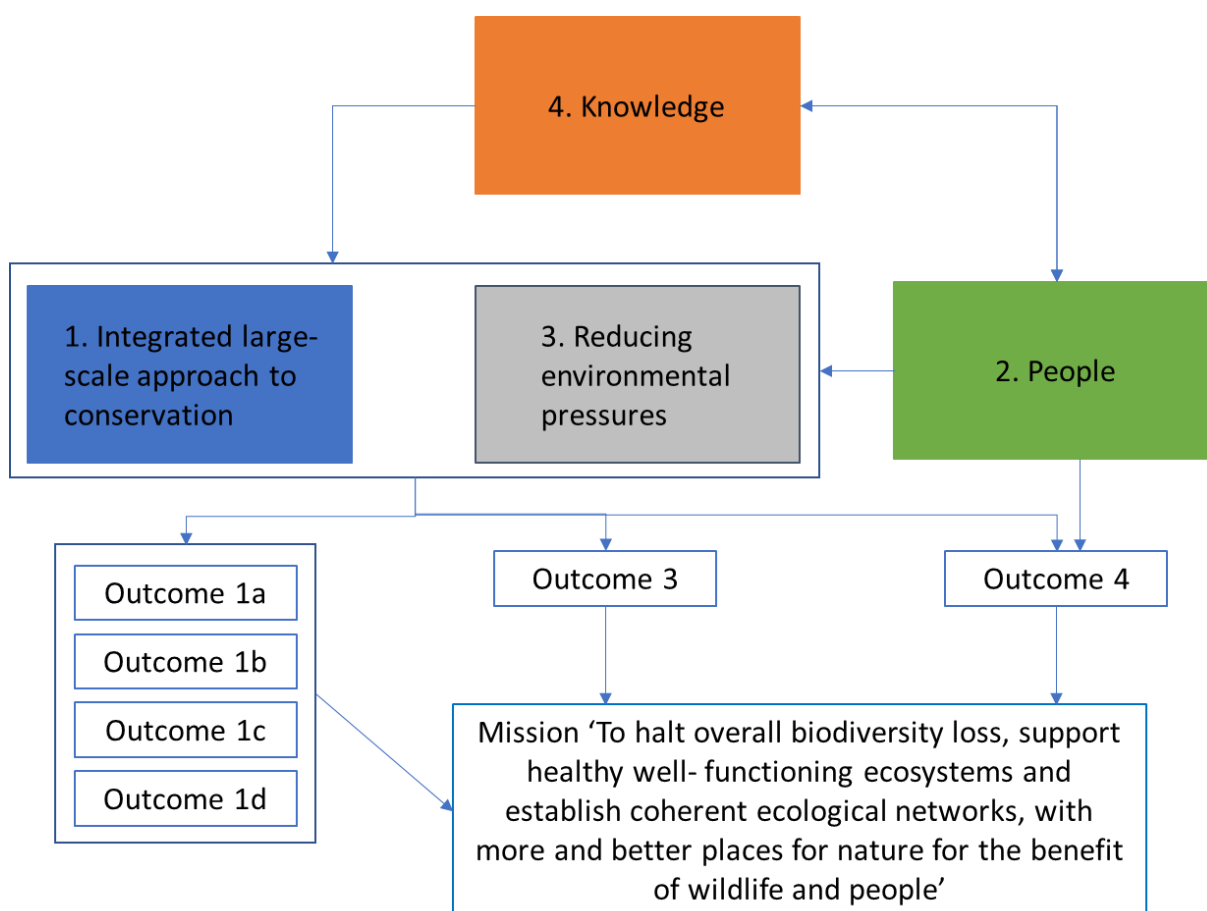 4. Knowledge
1. Integrated large-
scale approach to
conservation
3. Reducing
environmental
pressures
2. People
Outcome 1a
Outcome 1b
Outcome 1c
Outcome 1d
Outcome 3
Outcome 4
Mission ‘To halt overall biodiversity loss, support
healthy well- functioning ecosystems and
establish coherent ecological networks, with
more and better places for nature for the benefit
of wildlife and people’